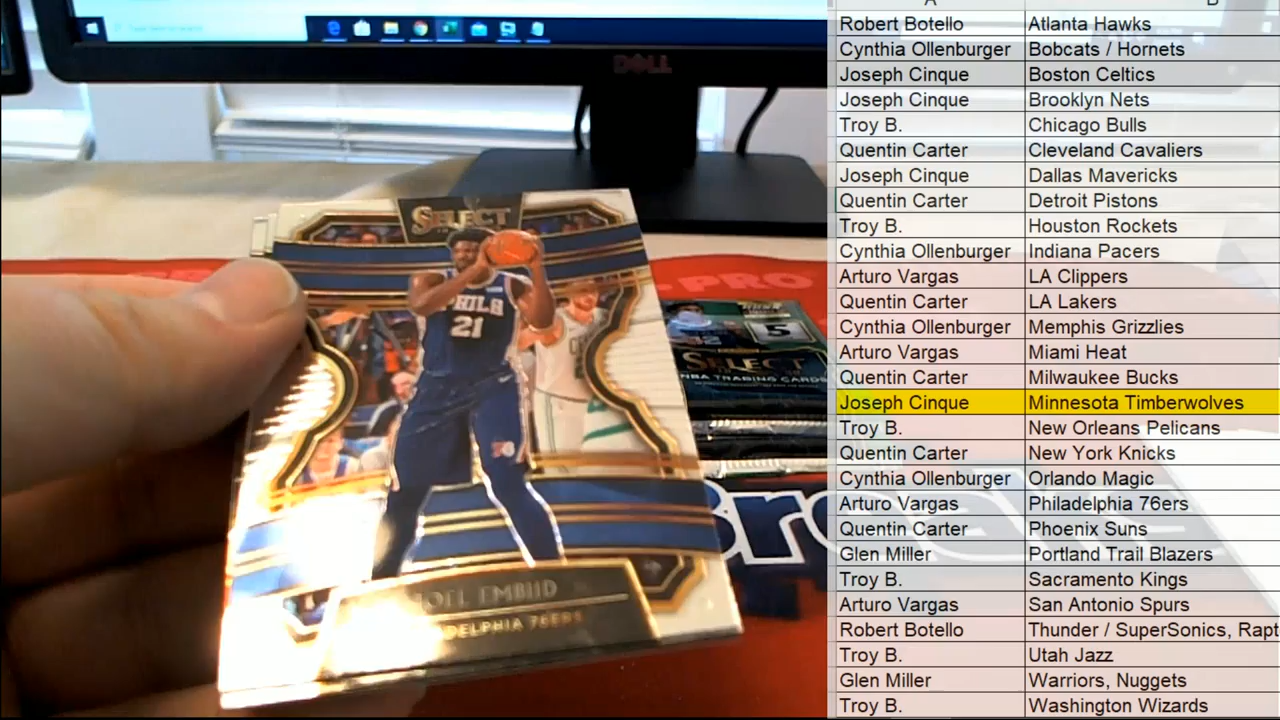 A B
Robert Botello Atlanta Hawks
Cynthia Ollenburger Bobcats / Hornets
Joseph Cinque Boston Celtics
Joseph Cinque Brooklyn Nets
Troy B. Chicago Bulls
Quentin Carter Cleveland Cavaliers
Joseph Cinque Dallas Mavericks
Quentin Carter Detroit Pistons
Troy B. Houston Rockets
Cynthia Ollenburger Indiana Pacers
Arturo Vargas LA Clippers
Quentin Carter LA Lakers
Cynthia Ollenburger Memphis Grizzlies
Arturo Vargas Miami Heat
Quentin Carter Milwaukee Bucks
Joseph Cinque Minnesota Timberwolves
Troy B. New Orleans Pelicans
Quentin Carter New York Knicks
Cynthia Ollenburger Orlando Magic
Arturo Vargas Philadelphia 76ers
Quentin Carter Phoenix Suns
Glen Miller Portland Trail Blazers
Troy B. Sacramento Kings
Arturo Vargas San Antonio Spurs
Robert Botello Thunder / SuperSonics, Rapt
Troy B. Utah Jazz
Glen Miller Warriors, Nuggets
Troy B. Washington Wizards
DELL
SELECT
PHILA
21
JOEL EMBIID
DELPHIA 76ERS
PRO
5
SELECT
NBA TRADING CARDS